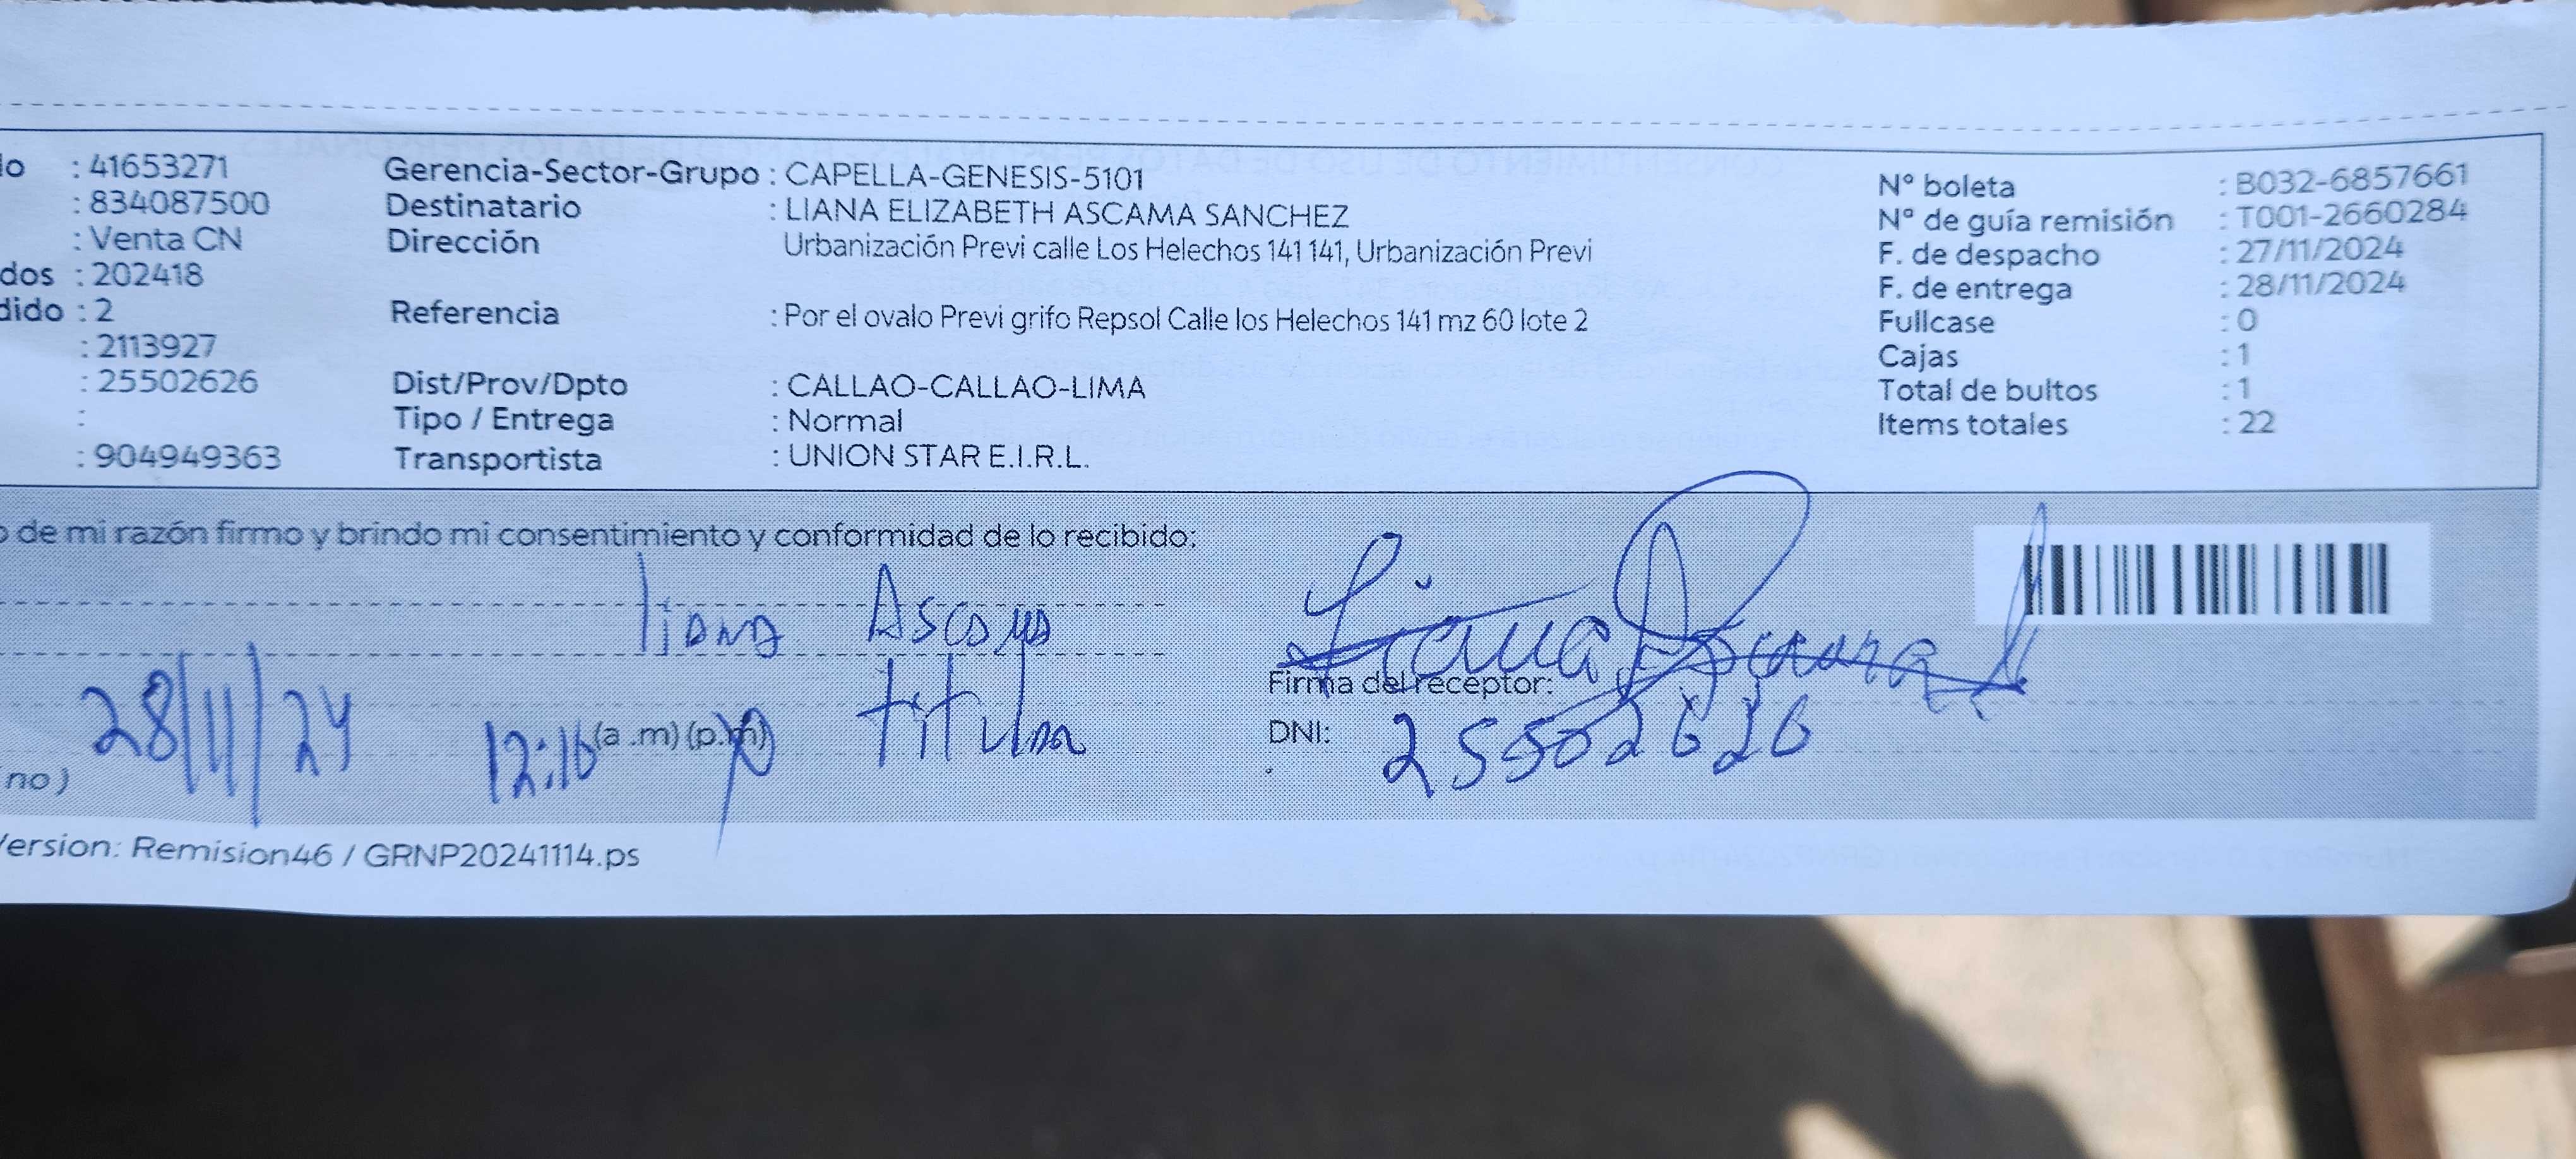 lo : 41653271 Gerencia-Sector-Grupo : CAPELLA-GENESIS-5101 N° boleta : B032-6857661
: 834087500 Destinatario : LIANA ELIZABETH ASCAMA SANCHEZ N° de guía remisión : T001-2660284
: Venta CN Dirección Urbanización Previ calle Los Helechos 141 141, Urbanización Previ F. de despacho : 27/11/2024
dos : 202418 F. de entrega : 28/11/2024
dido : 2 Referencia : Por el ovalo Previ grifo Repsol Calle los Helechos 141 mz 60 lote 2 Fullcase : 0
: 2113927 Cajas : 1
: 25502626 Dist/Prov/Dpto : CALLAO-CALLAO-LIMA Total de bultos : 1
: Tipo / Entrega : Normal Items totales : 22
: 904949363 Transportista : UNION STAR E.I.R.L.
o de mi razón firmo y brindo mi consentimiento y conformidad de lo recibido:
liana Ascama
Firma del receptor:
28/11/24 12:16 (a .m) (p.m) titular DNI: 25502626
no )
Version: Remision46 / GRNP20241114.ps